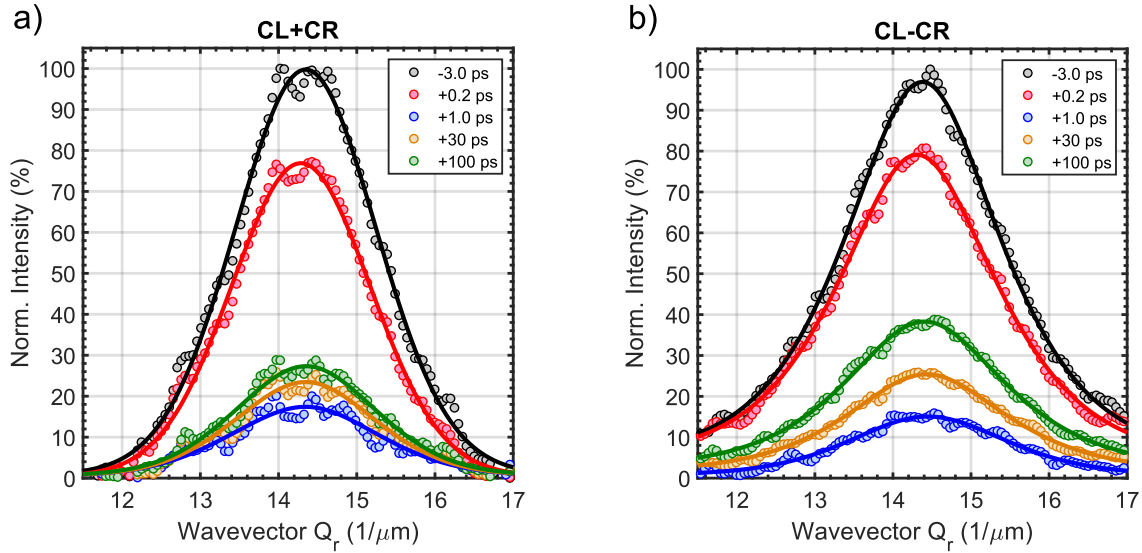 a)
CL+CR
Norm. Intensity (%)
100
90
80
70
60
50
40
30
20
10
0
-3.0 ps
+0.2 ps
+1.0 ps
+30 ps
+100 ps
12 13 14 15 16 17
Wavevector Q_r (1/μm)
b)
CL-CR
Norm. Intensity (%)
100
90
80
70
60
50
40
30
20
10
0
-3.0 ps
+0.2 ps
+1.0 ps
+30 ps
+100 ps
12 13 14 15 16 17
Wavevector Q_r (1/μm)